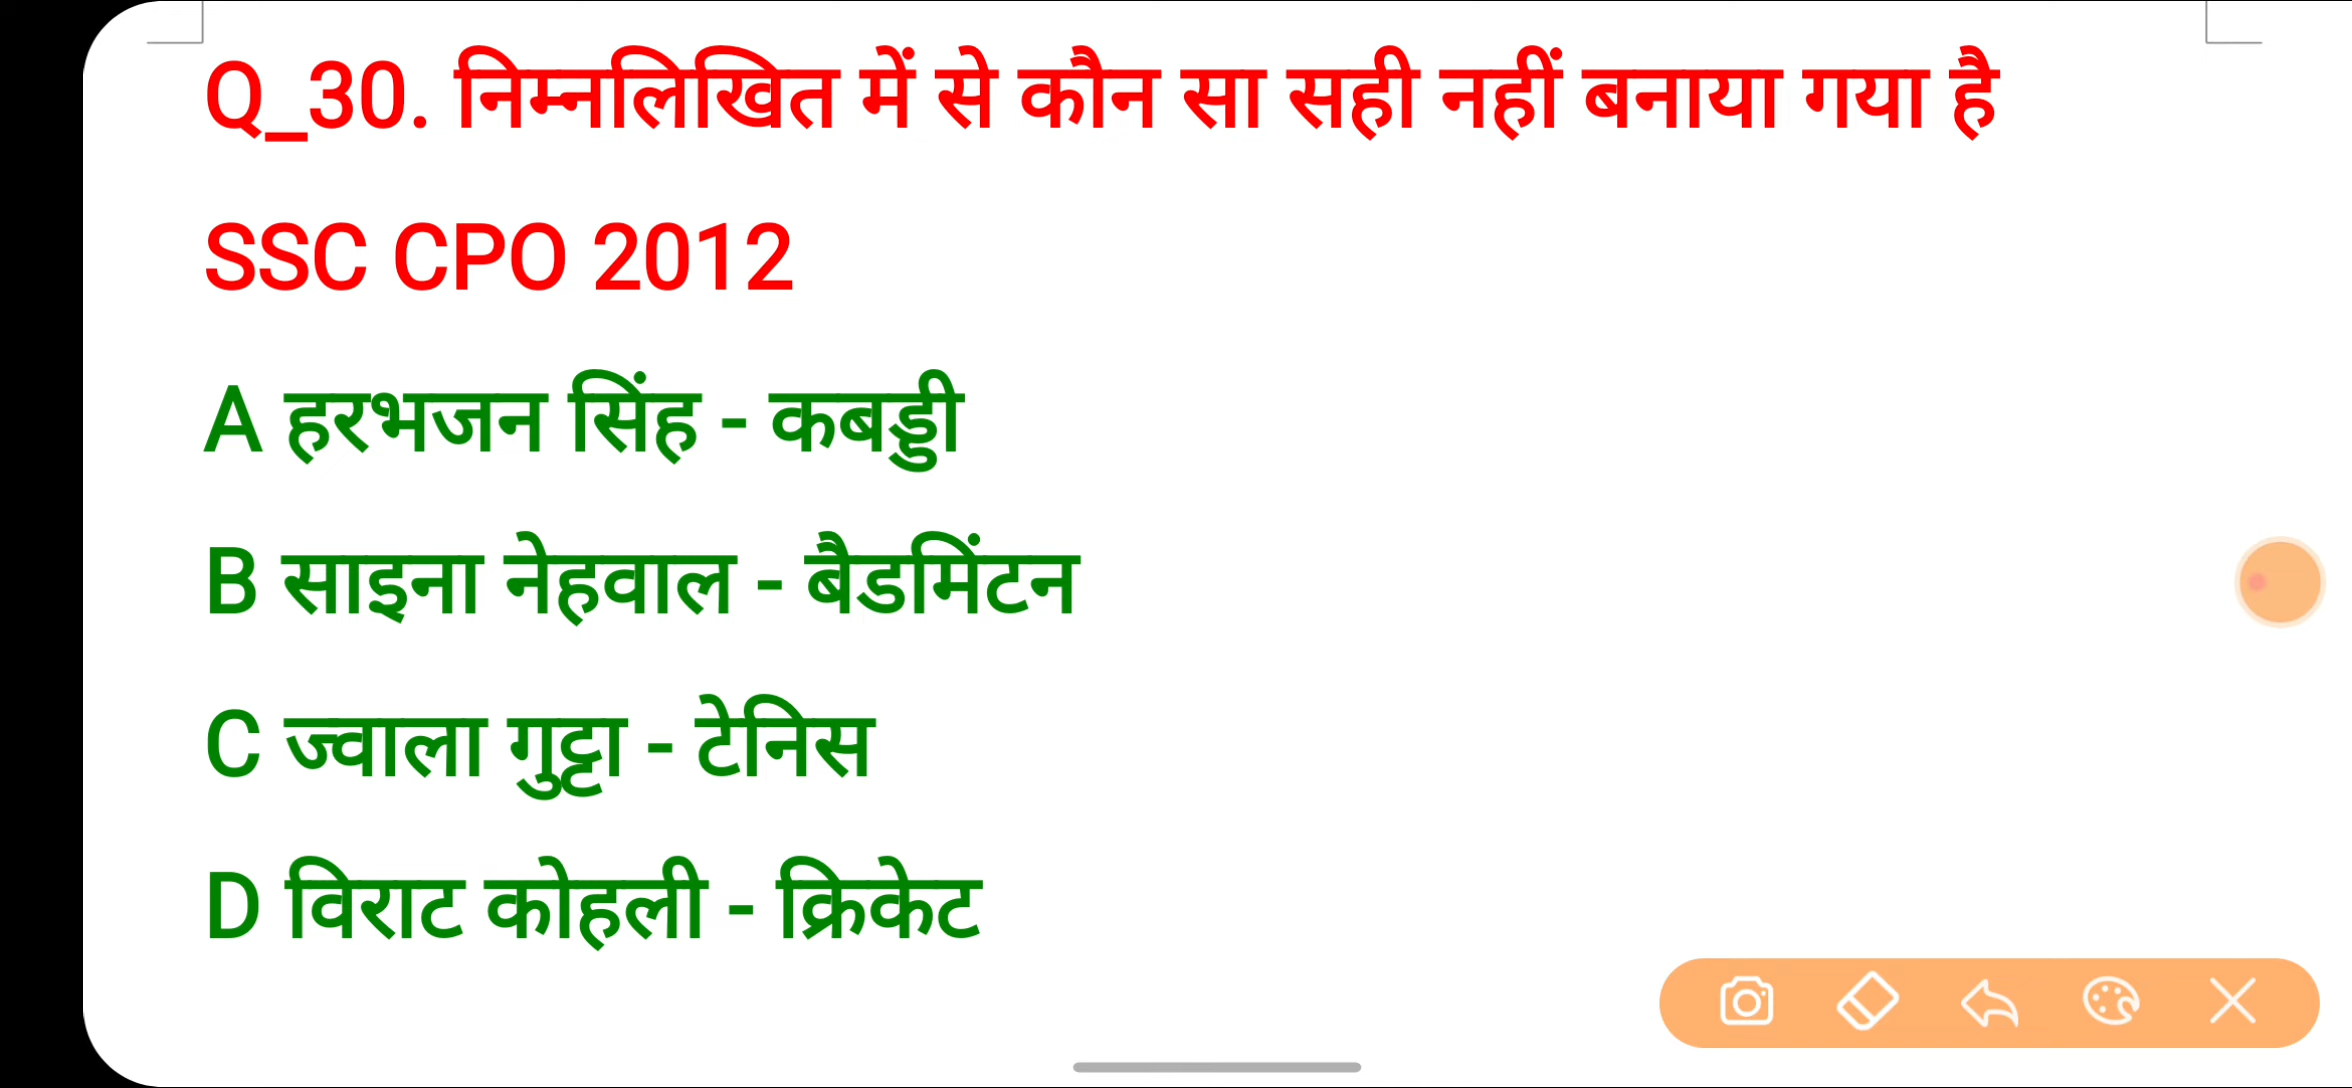 Q_30. निम्नलिखित में से कौन सा सही नहीं बनाया गया है
SSC CPO 2012
A हरभजन सिंह - कबड्डी
B साइना नेहवाल - बैडमिंटन
C ज्वाला गुट्टा - टेनिस
D विराट कोहली - क्रिकेट